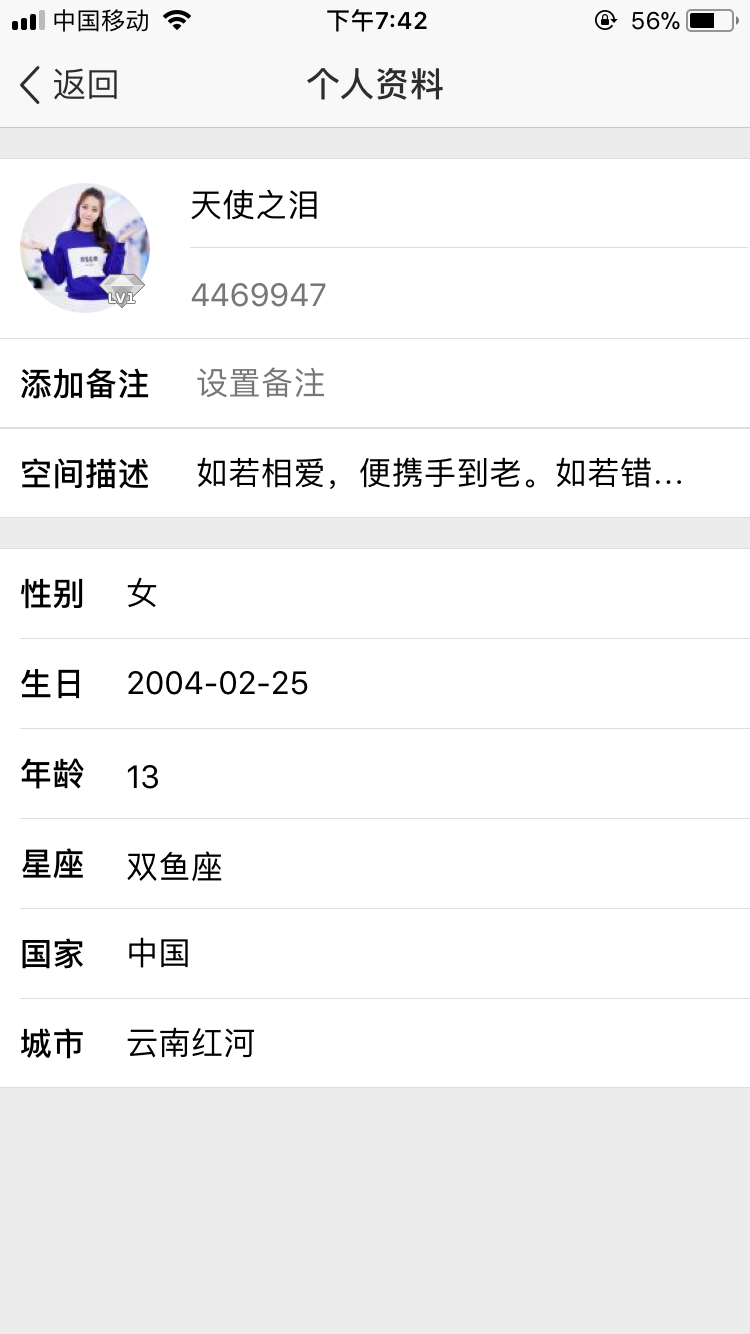 中国移动 下午7:42 56%
返回 个人资料
天使之泪
LV1
4469947
添加备注 设置备注
空间描述 如若相爱，便携手到老。如若错...
性别 女
生日 2004-02-25
年龄 13
星座 双鱼座
国家 中国
城市 云南红河